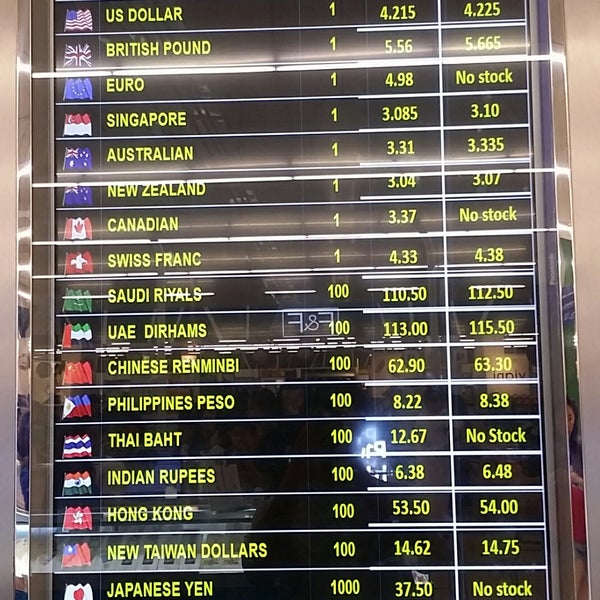 US DOLLAR 1 4.215 4.225
BRITISH POUND 1 5.56 5.665
EURO 1 4.98 No stock
SINGAPORE 1 3.085 3.10
AUSTRALIAN 1 3.31 3.335
NEW ZEALAND 1 3.04 3.07
CANADIAN 1 3.37 No stock
SWISS FRANC 1 4.33 4.38
SAUDI RIYALS 100 110.50 112.50
UAE DIRHAMS 100 113.00 115.50
CHINESE RENMINBI 100 62.90 63.30
PHILIPPINES PESO 100 8.22 8.38
THAI BAHT 100 12.67 No Stock
INDIAN RUPEES 100 6.38 6.48
HONG KONG 100 53.50 54.00
NEW TAIWAN DOLLARS 100 14.62 14.75
JAPANESE YEN 1000 37.50 No stock